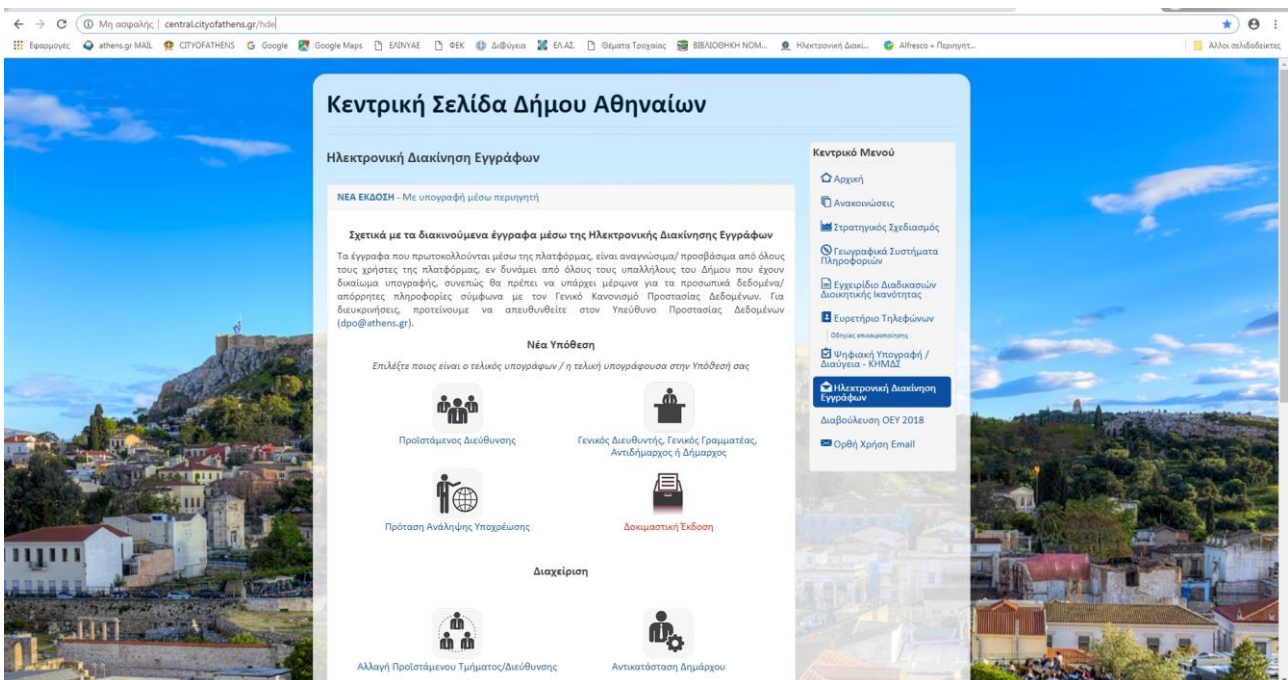 Μη ασφαλής | central.cityofathens.gr/hde
Εφαρμογές athens.gr MAIL CITYOFATHENS Google Google Maps ΕΛΙΝΥΑΕ ΦΕΚ Δι@ύγεια ΕΛ.ΑΣ. Θέματα Τροχαίας ΒΙΒΛΙΟΘΗΚΗ ΝΟΜ... Ηλεκτρονική Διακί... Alfresco » Περιηγητ... Άλλοι σελιδοδείκτες
Κεντρική Σελίδα Δήμου Αθηναίων
Ηλεκτρονική Διακίνηση Εγγράφων
ΝΕΑ ΕΚΔΟΣΗ - Με υπογραφή μέσω περιηγητή
Σχετικά με τα διακινούμενα έγγραφα μέσω της Ηλεκτρονικής Διακίνησης Εγγράφων
Τα έγγραφα που πρωτοκολλούνται μέσω της πλατφόρμας, είναι αναγνώσιμα/ προσβάσιμα από όλους
τους χρήστες της πλατφόρμας, εν δυνάμει από όλους τους υπαλλήλους του Δήμου που έχουν
δικαίωμα υπογραφής, συνεπώς θα πρέπει να υπάρχει μέριμνα για τα προσωπικά δεδομένα/
απόρρητες πληροφορίες σύμφωνα με τον Γενικό Κανονισμό Προστασίας Δεδομένων. Για
διευκρινήσεις, προτείνουμε να απευθυνθείτε στον Υπεύθυνο Προστασίας Δεδομένων
(dpo@athens.gr).
Νέα Υπόθεση
Επιλέξτε ποιος είναι ο τελικός υπογράφων / η τελική υπογράφουσα στην Υπόθεσή σας
Προϊστάμενος Διεύθυνσης
Γενικός Διευθυντής, Γενικός Γραμματέας,
Αντιδήμαρχος ή Δήμαρχος
Πρόταση Ανάληψης Υποχρέωσης
Δοκιμαστική Έκδοση
Διαχείριση
Αλλαγή Προϊστάμενου Τμήματος/Διεύθυνσης
Αντικατάσταση Δημάρχου
Κεντρικό Μενού
Αρχική
Ανακοινώσεις
Στρατηγικός Σχεδιασμός
Γεωγραφικά Συστήματα
Πληροφοριών
Εγχειρίδιο Διαδικασιών
Διοικητικής Ικανότητας
Ευρετήριο Τηλεφώνων
Οδηγίες επικαιροποίησης
Ψηφιακή Υπογραφή /
Διαύγεια - ΚΗΜΔΣ
Ηλεκτρονική Διακίνηση
Εγγράφων
Διαβούλευση ΟΕΥ 2018
Ορθή Χρήση Email